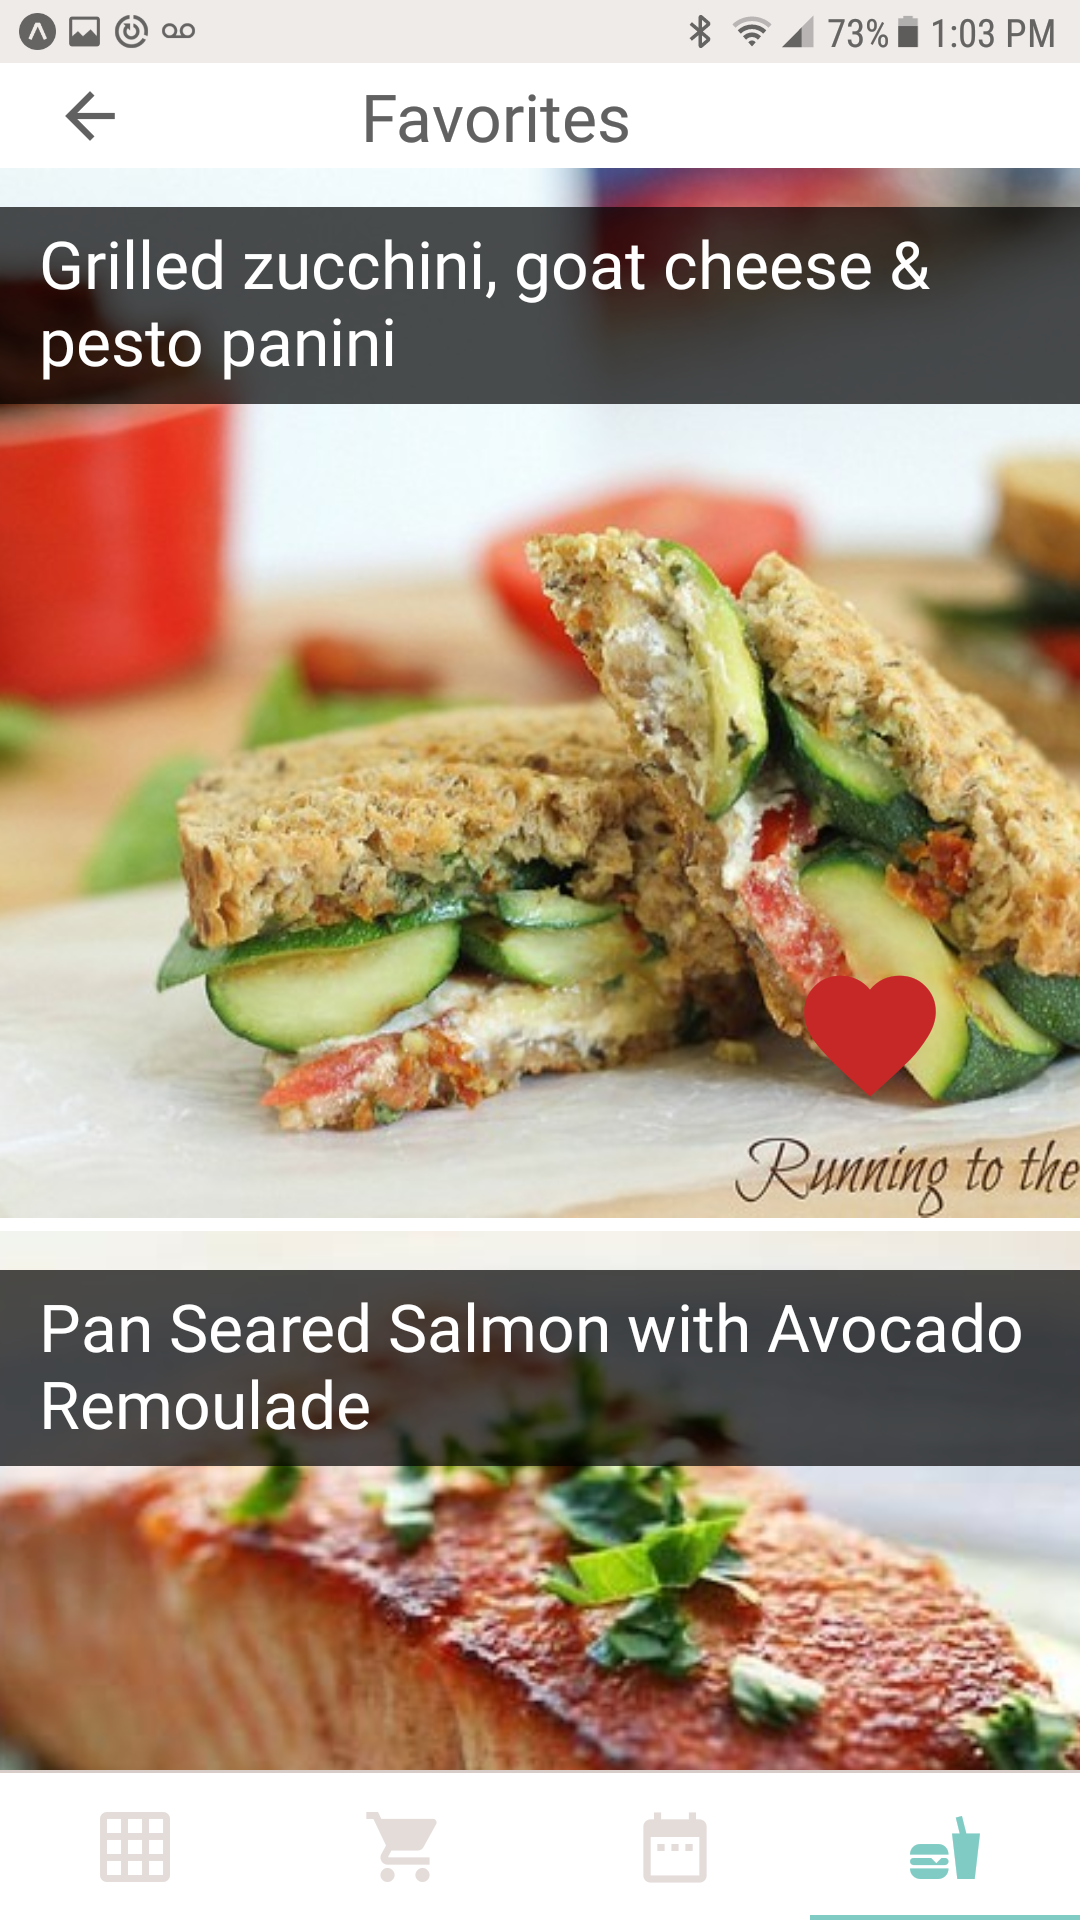 73% 1:03 PM
Favorites
Grilled zucchini, goat cheese &
pesto panini
Running to the
Pan Seared Salmon with Avocado
Remoulade